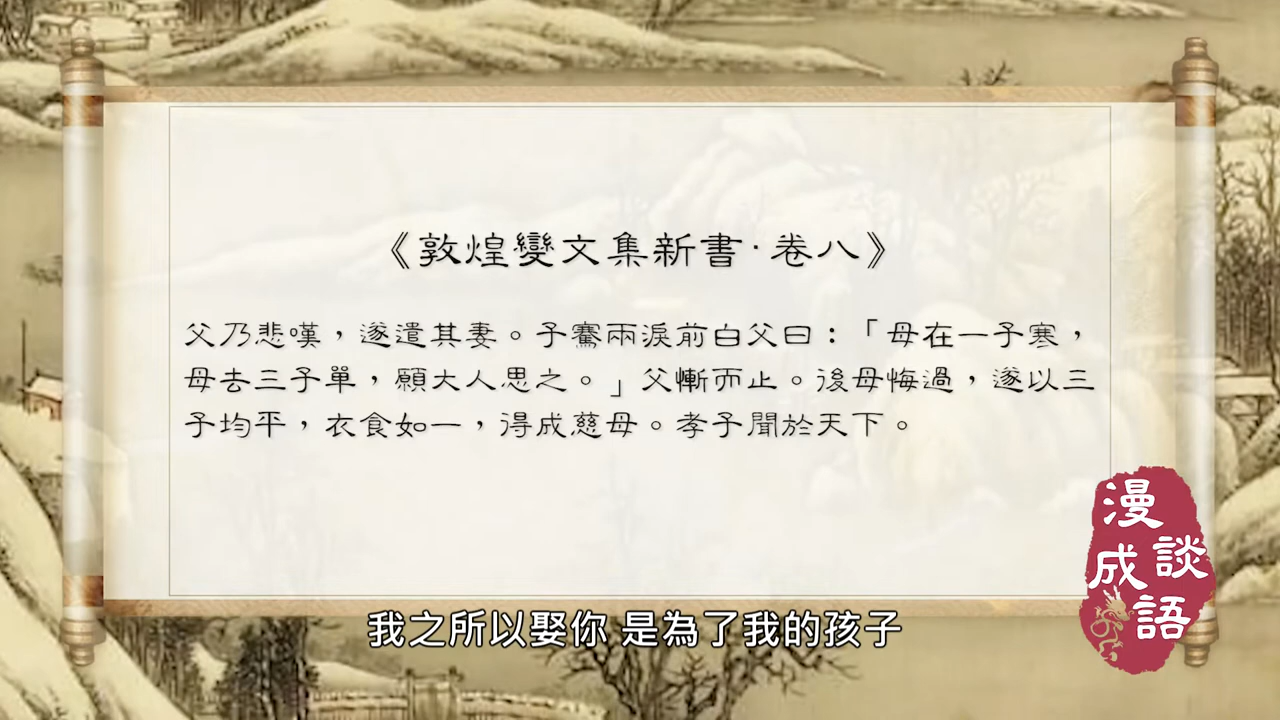 《敦煌變文集新書·卷八》
父乃悲嘆，遂遣其妻。子騫兩淚前白父曰：「母在一子寒，
母去三子單，願大人思之。」父慚而止。後母悔過，遂以三
子均平，衣食如一，得成慈母。孝子聞於天下。
漫談
成語
我之所以娶你 是為了我的孩子